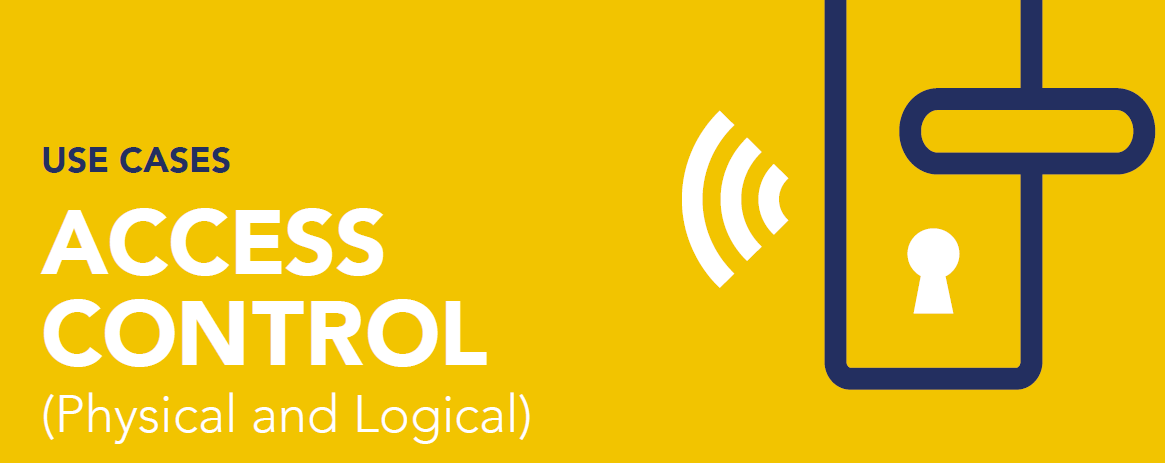 USE CASES
ACCESS
CONTROL
(Physical and Logical)